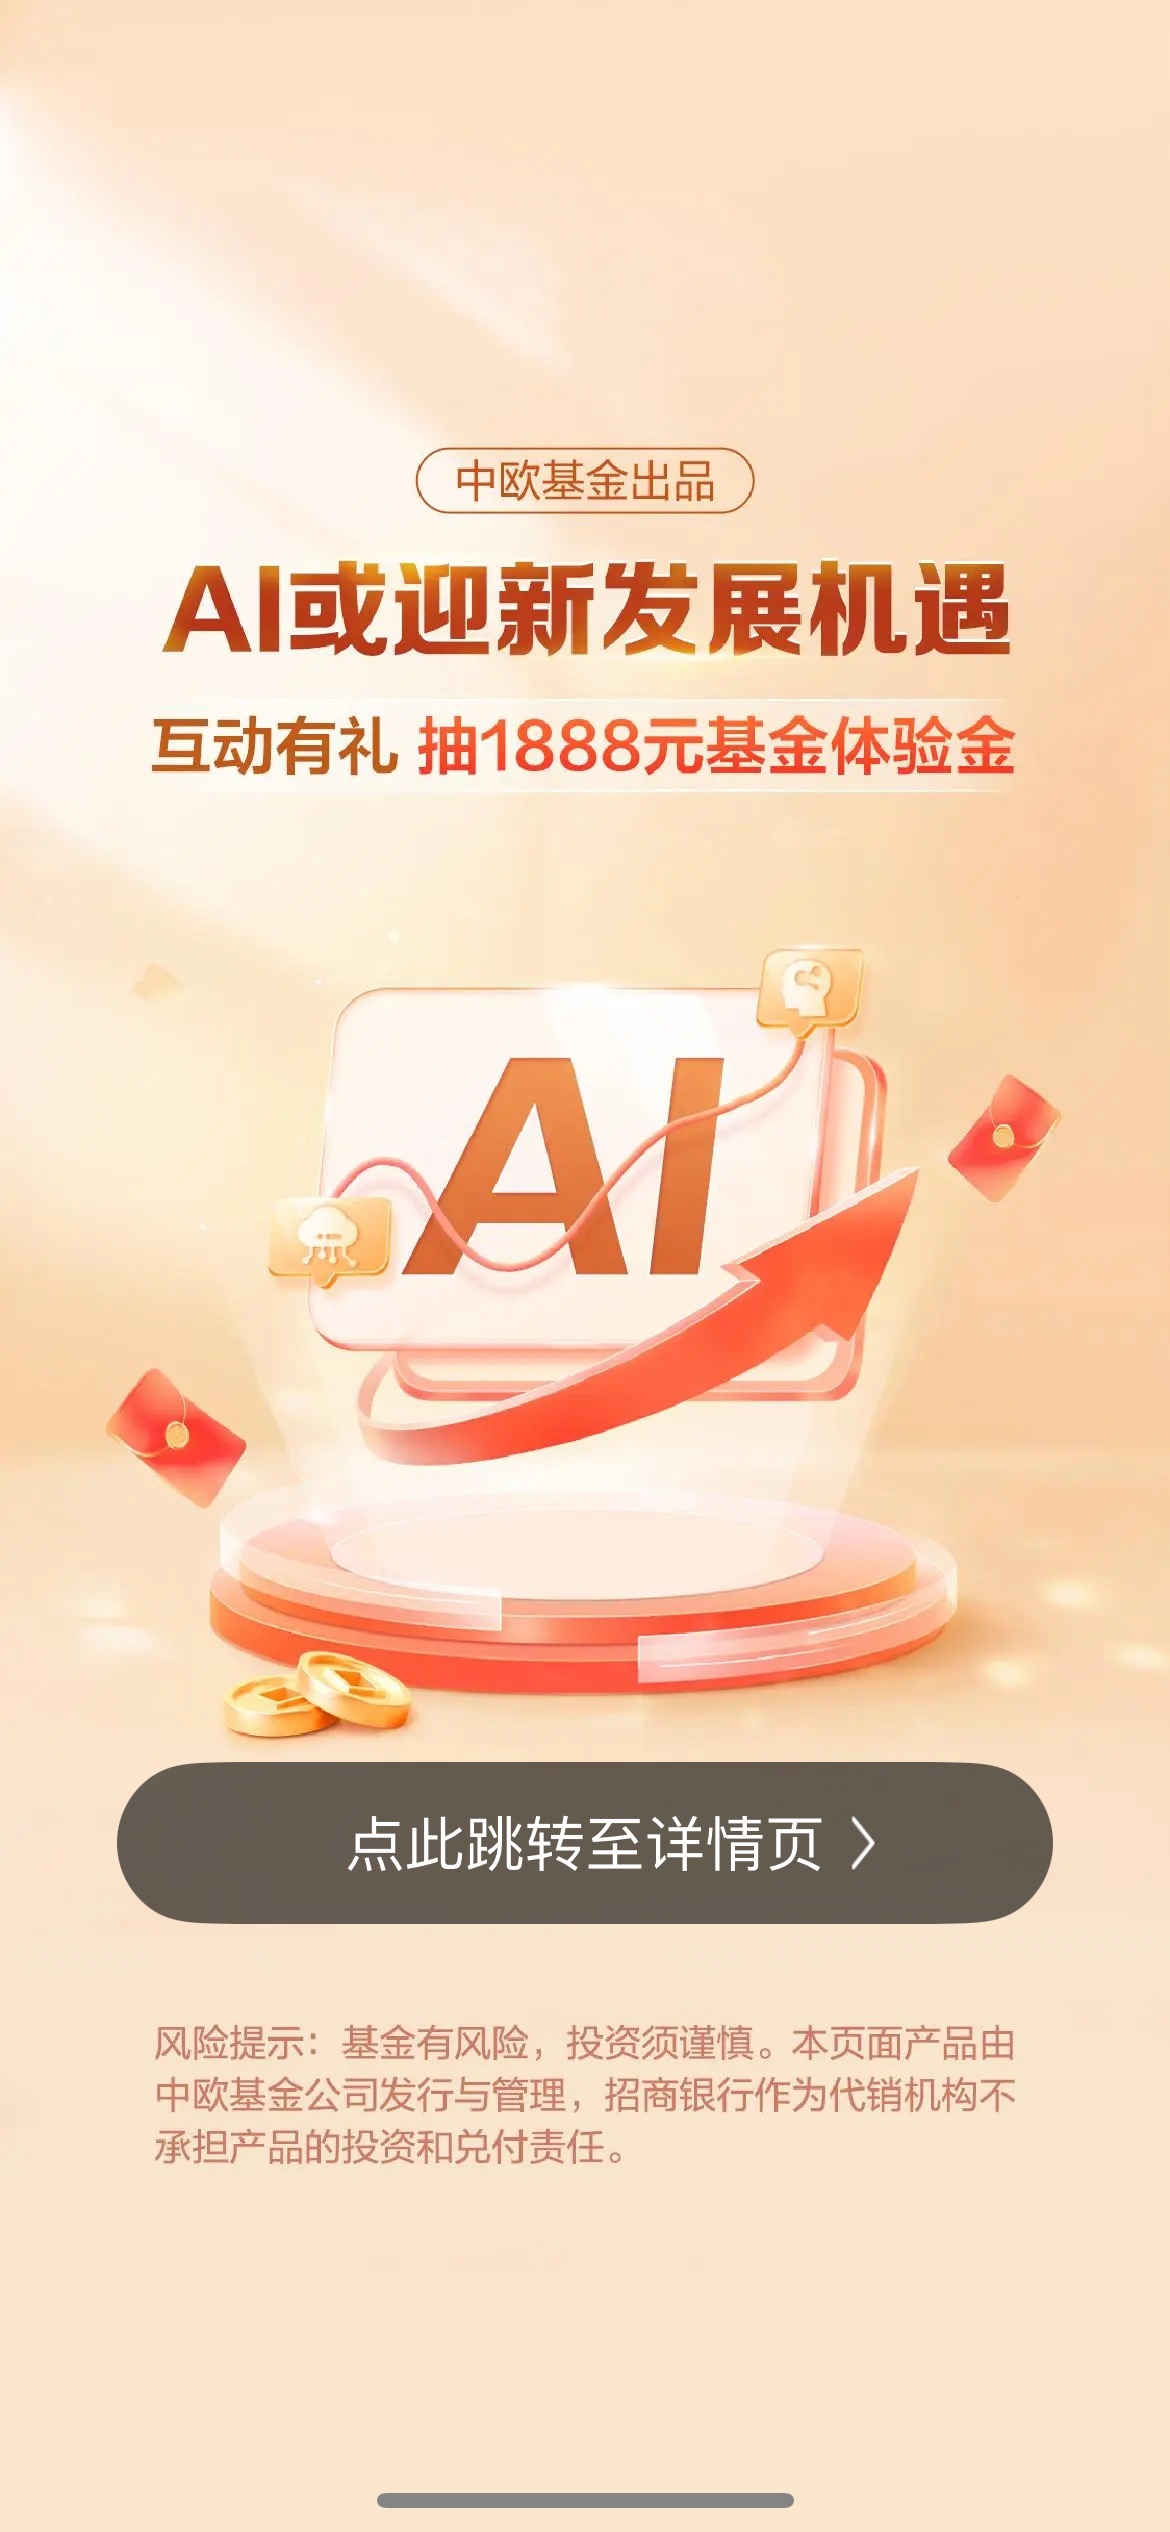 中欧基金出品
AI或迎新发展机遇
互动有礼 抽1888元基金体验金
AI
点此跳转至详情页
风险提示：基金有风险，投资须谨慎。本页面产品由
中欧基金公司发行与管理，招商银行作为代销机构不
承担产品的投资和兑付责任。